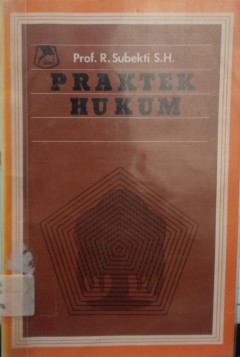 Prof. R. Subekti S.H.
PRAKTEK
HUKUM